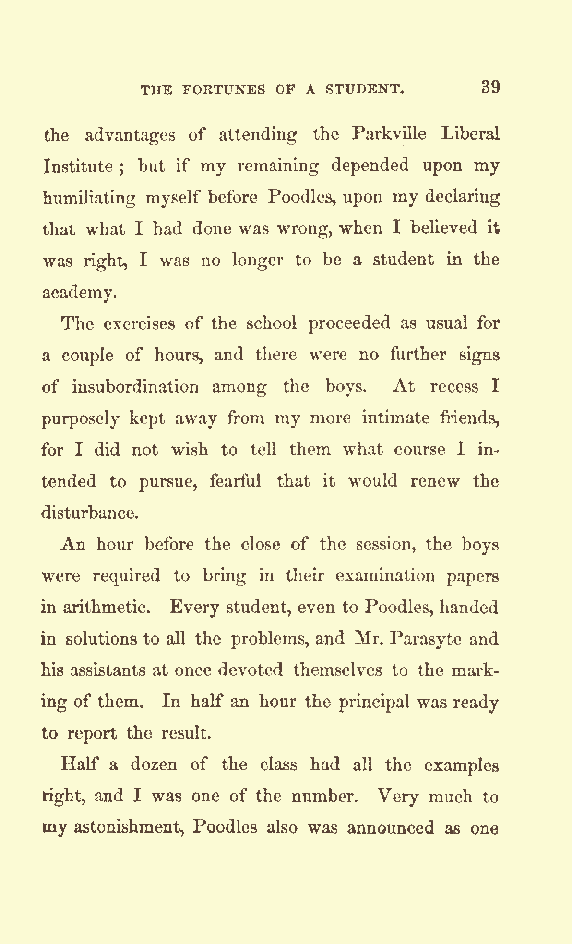 THE FORTUNES OF A STUDENT. 39
the advantages of attending the Parkville Liberal
Institute ; but if my remaining depended upon my
humiliating myself before Poodles, upon my declaring
that what I had done was wrong, when I believed it
was right, I was no longer to be a student in the
academy.
The exercises of the school proceeded as usual for
a couple of hours, and there were no further signs
of insubordination among the boys. At recess I
purposely kept away from my more intimate friends,
for I did not wish to tell them what course I in-
tended to pursue, fearful that it would renew the
disturbance.
An hour before the close of the session, the boys
were required to bring in their examination papers
in arithmetic. Every student, even to Poodles, handed
in solutions to all the problems, and Mr. Parasyte and
his assistants at once devoted themselves to the mark-
ing of them. In half an hour the principal was ready
to report the result.
Half a dozen of the class had all the examples
right, and I was one of the number. Very much to
my astonishment, Poodles also was announced as one